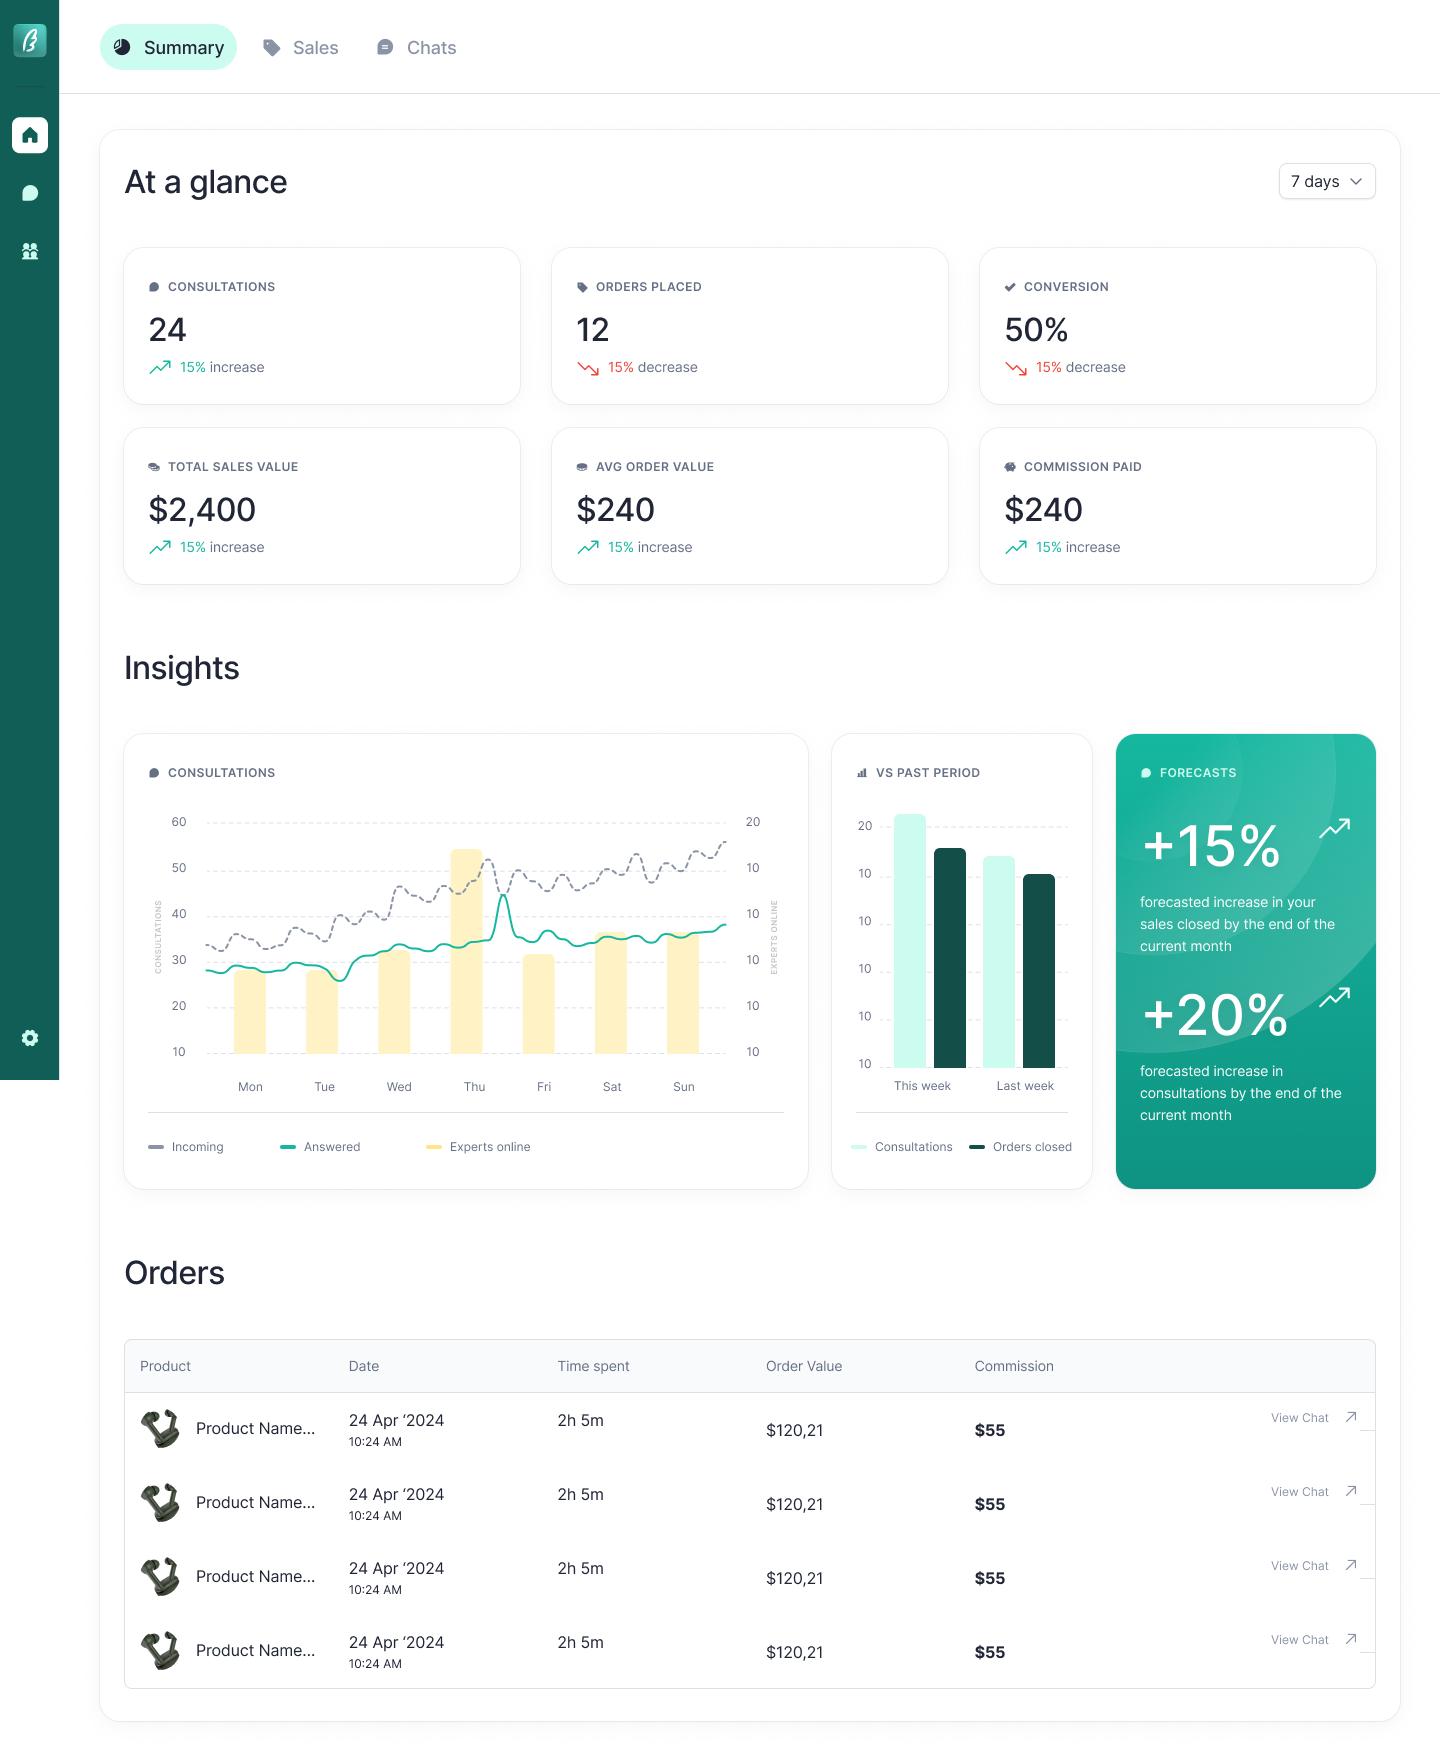 Summary
Sales
Chats
At a glance
7 days
CONSULTATIONS
24
15% increase
ORDERS PLACED
12
15% decrease
CONVERSION
50%
15% decrease
TOTAL SALES VALUE
$2,400
15% increase
AVG ORDER VALUE
$240
15% increase
COMMISSION PAID
$240
15% increase
Insights
CONSULTATIONS
CONSULTATIONS
60
50
40
30
20
10
20
10
10
10
10
10
EXPERTS ONLINE
Mon Tue Wed Thu Fri Sat Sun
Incoming Answered Experts online
VS PAST PERIOD
20
10
10
10
10
10
This week Last week
Consultations Orders closed
FORECASTS
+15%
forecasted increase in your
sales closed by the end of the
current month
+20%
forecasted increase in
consultations by the end of the
current month
Orders
Product Date Time spent Order Value Commission
Product Name... 24 Apr ‘2024 2h 5m $120,21 $55 View Chat
10:24 AM
Product Name... 24 Apr ‘2024 2h 5m $120,21 $55 View Chat
10:24 AM
Product Name... 24 Apr ‘2024 2h 5m $120,21 $55 View Chat
10:24 AM
Product Name... 24 Apr ‘2024 2h 5m $120,21 $55 View Chat
10:24 AM